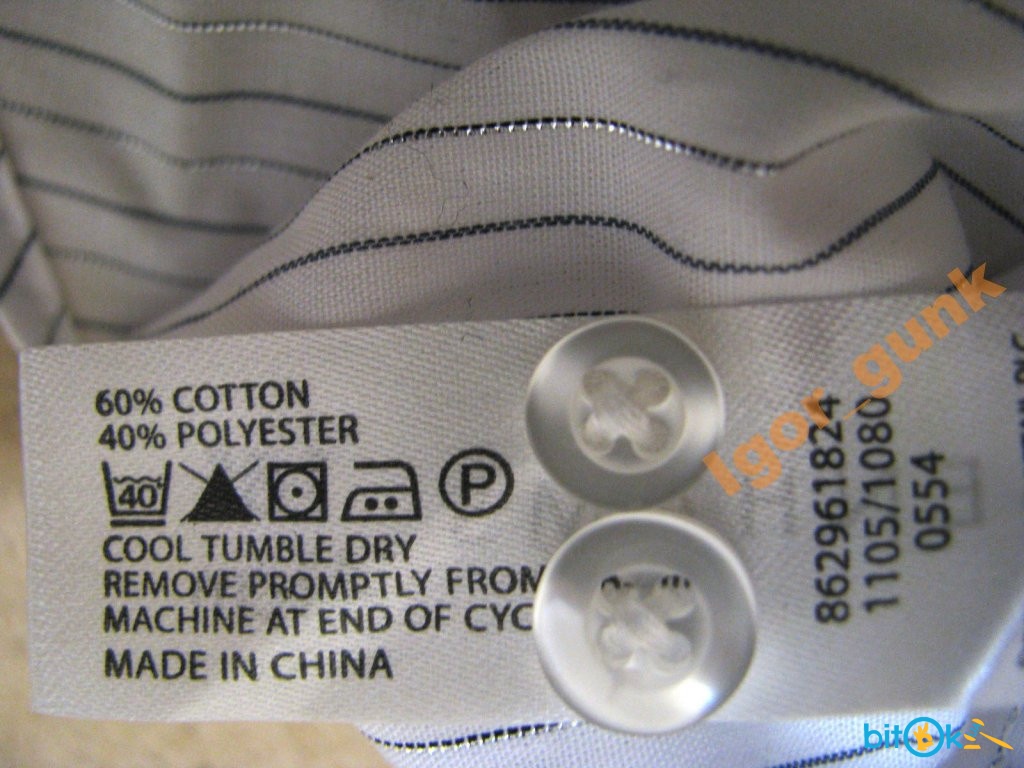 60% COTTON
40% POLYESTER
40
P
COOL TUMBLE DRY
REMOVE PROMPTLY FROM
MACHINE AT END OF CYC
MADE IN CHINA
862961824
1105/1080
0554
Igor_gunk
bitOk